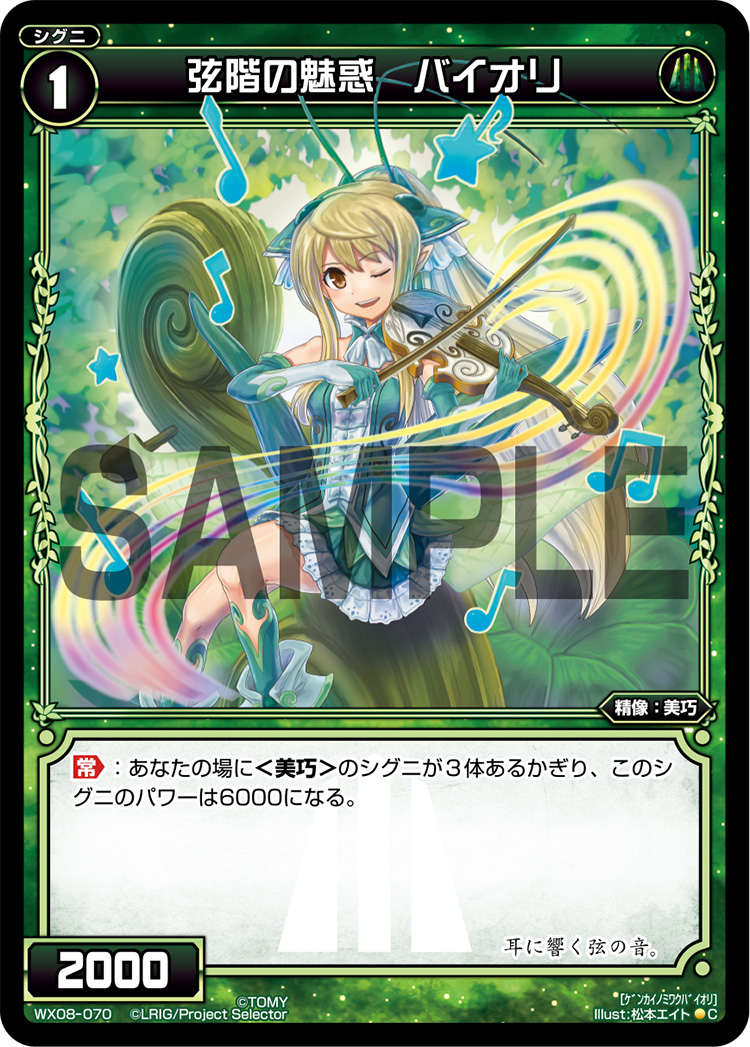 シグニ
1
弦階の魅惑　バイオリ
SAMPLE
精像：美巧
常：あなたの場に＜美巧＞のシグニが３体あるかぎり、このシ
グニのパワーは6000になる。
耳に響く弦の音。
2000
©TOMY
WX08-070 ©LRIG/Project Selector
[ｹﾞﾝｶｲﾉﾐﾜｸﾊﾞｲｵﾘ]
Illust:松本エイト C